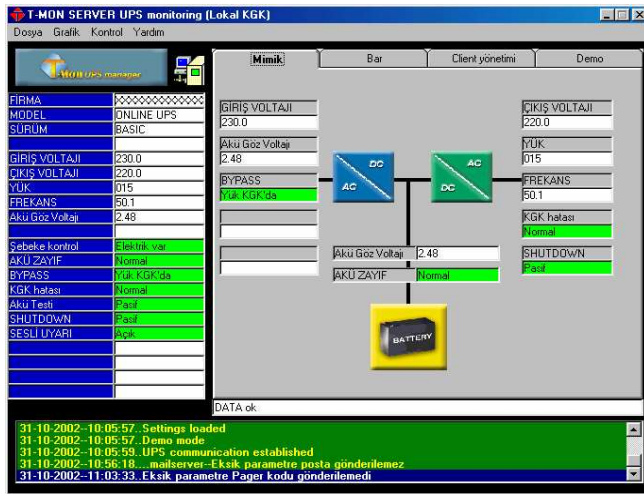 T-MON SERVER UPS monitoring (Lokal KGK)
Dosya Grafik Kontrol Yardım
T-MON UPS manager
FİRMA XXXXXXXXXXXX
MODEL ONLINE UPS
SÜRÜM BASIC
GİRİŞ VOLTAJI 230.0
ÇIKIŞ VOLTAJI 220.0
YÜK 015
FREKANS 50.1
Akü Göz Voltajı 2.48
Şebeke kontrol Elektrik var
AKÜ ZAYIF Normal
BYPASS Yük KGK'da
KGK hatası Normal
Akü Testi Pasif
SHUTDOWN Pasif
SESLİ UYARI Açık
Mimik Bar Client yönetimi Demo
GİRİŞ VOLTAJI
230.0
Akü Göz Voltajı
2.48
BYPASS
Yük KGK'da
DC
AC
AC
DC
ÇIKIŞ VOLTAJI
220.0
YÜK
015
FREKANS
50.1
KGK hatası
Normal
SHUTDOWN
Pasif
Akü Göz Voltajı 2.48
AKÜ ZAYIF Normal
BATTERY
DATA ok
31-10-2002--10:05:57..Settings loaded
31-10-2002--10:05:57..Demo mode
31-10-2002--10:05:59..UPS communication established
31-10-2002--10:56:18....mailserver--Eksik parametre posta gönderilemez
31-10-2002--11:03:33..Eksik parametre Pager kodu gönderilemedi